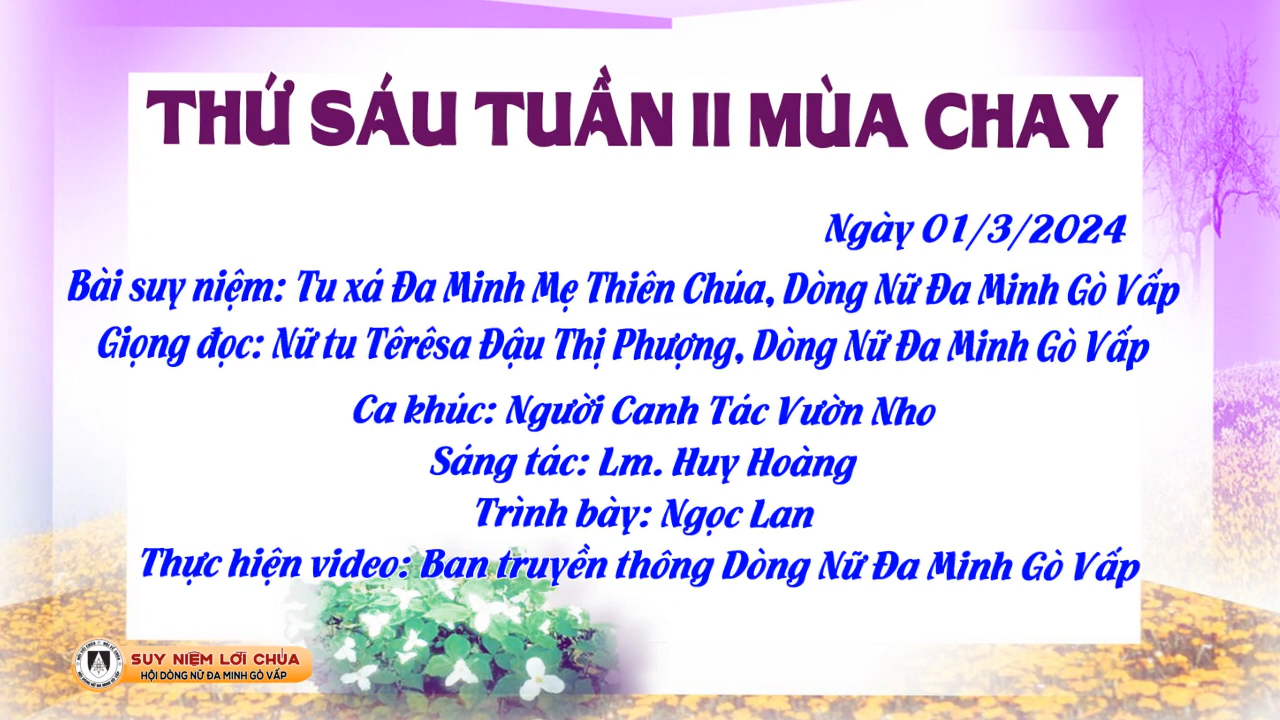 THỨ SÁU TUẦN II MÙA CHAY
Ngày 01/3/2024
Bài suy niệm: Tu xá Đa Minh Mẹ Thiên Chúa, Dòng Nữ Đa Minh Gò Vấp
Giọng đọc: Nữ tu Têrêsa Đậu Thị Phượng, Dòng Nữ Đa Minh Gò Vấp
Ca khúc: Người Canh Tác Vườn Nho
Sáng tác: Lm. Huy Hoàng
Trình bày: Ngọc Lan
Thực hiện video: Ban truyền thông Dòng Nữ Đa Minh Gò Vấp
SUY NIỆM LỜI CHÚA
HỘI DÒNG NỮ ĐA MINH GÒ VẤP